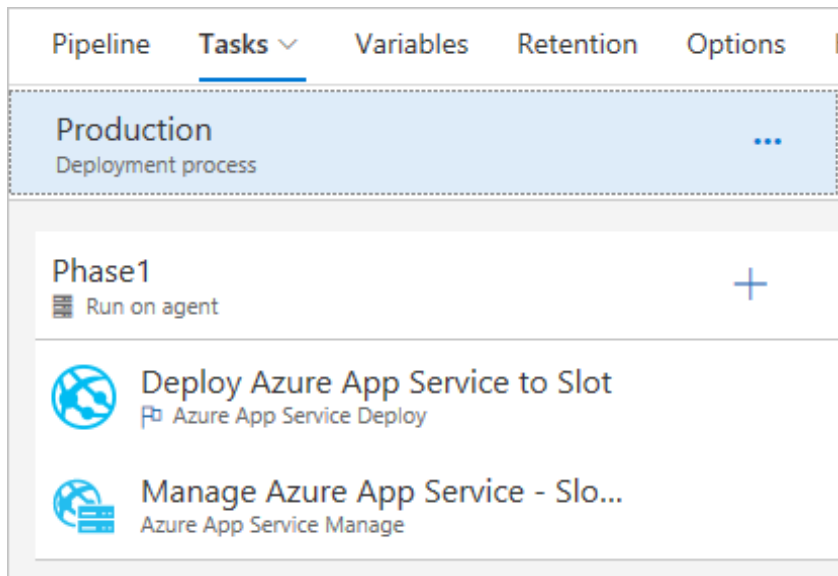 Pipeline Tasks Variables Retention Options
Production
Deployment process
Phase1
Run on agent
Deploy Azure App Service to Slot
Azure App Service Deploy
Manage Azure App Service - Slo...
Azure App Service Manage